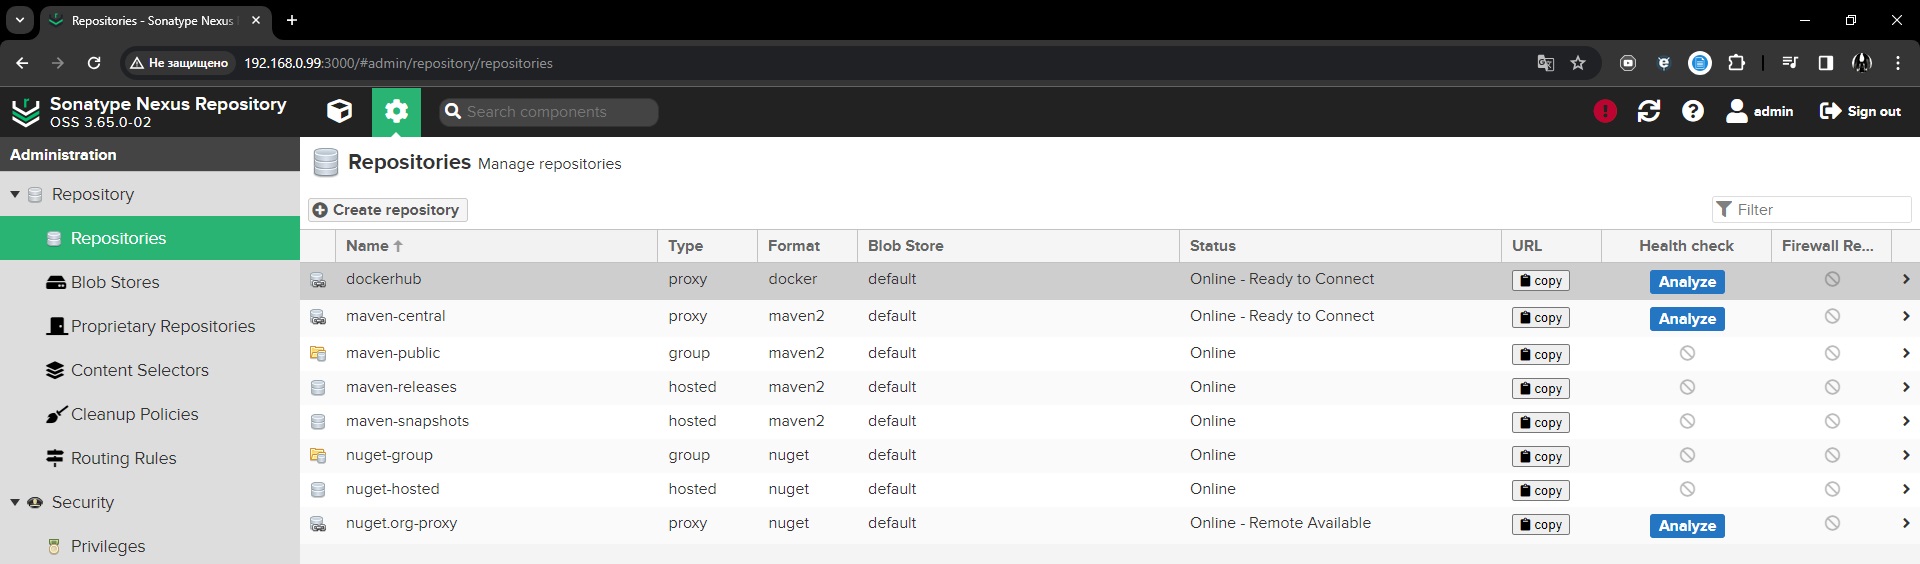 Repositories - Sonatype Nexus
Не защищено 192.168.0.99:3000/#admin/repository/repositories
Sonatype Nexus Repository
OSS 3.65.0-02
Search components
admin
Sign out
Administration
Repository
Repositories
Blob Stores
Proprietary Repositories
Content Selectors
Cleanup Policies
Routing Rules
Security
Privileges
Repositories Manage repositories
Create repository
Filter
Name Type Format Blob Store Status URL Health check Firewall Re...
dockerhub proxy docker default Online - Ready to Connect copy Analyze
maven-central proxy maven2 default Online - Ready to Connect copy Analyze
maven-public group maven2 default Online copy
maven-releases hosted maven2 default Online copy
maven-snapshots hosted maven2 default Online copy
nuget-group group nuget default Online copy
nuget-hosted hosted nuget default Online copy
nuget.org-proxy proxy nuget default Online - Remote Available copy Analyze